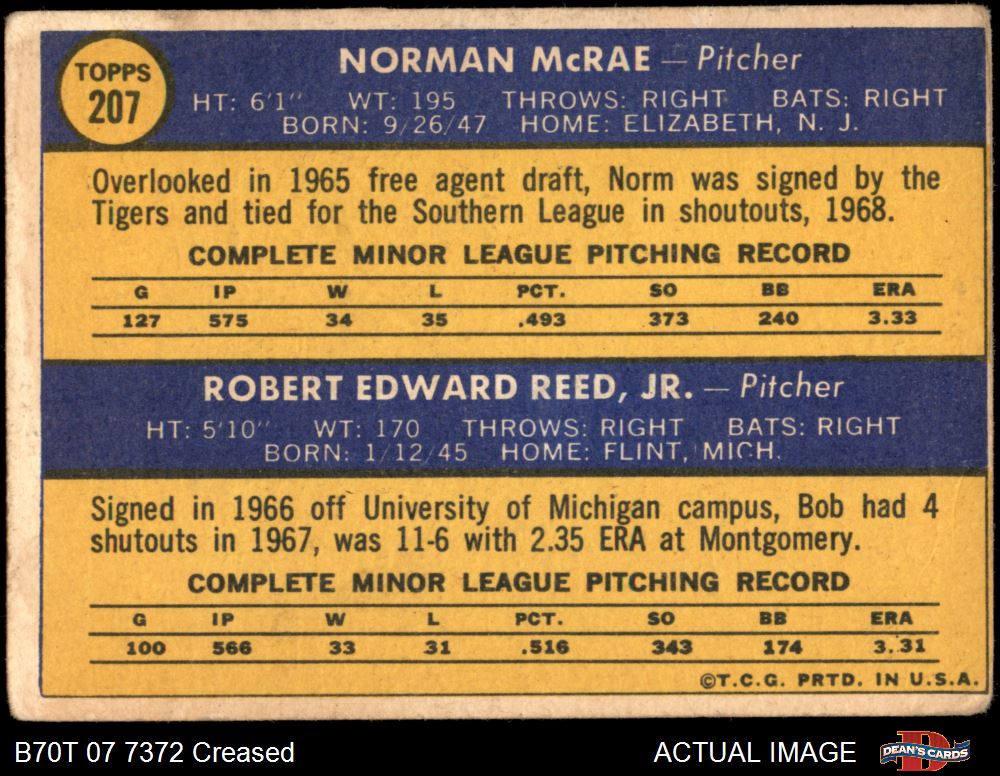 TOPPS
207
NORMAN McRAE — Pitcher
HT: 6'1" WT: 195 THROWS: RIGHT BATS: RIGHT
BORN: 9/26/47 HOME: ELIZABETH, N. J.
Overlooked in 1965 free agent draft, Norm was signed by the
Tigers and tied for the Southern League in shoutouts, 1968.
COMPLETE MINOR LEAGUE PITCHING RECORD
G IP W L PCT. SO BB ERA
127 575 34 35 .493 373 240 3.33
ROBERT EDWARD REED, JR. — Pitcher
HT: 5'10" WT: 170 THROWS: RIGHT BATS: RIGHT
BORN: 1/12/45 HOME: FLINT, MICH.
Signed in 1966 off University of Michigan campus, Bob had 4
shutouts in 1967, was 11-6 with 2.35 ERA at Montgomery.
COMPLETE MINOR LEAGUE PITCHING RECORD
G IP W L PCT. SO BB ERA
100 566 33 31 .516 343 174 3.31
©T.C.G. PRTD. IN U.S.A.
B70T 07 7372 Creased ACTUAL IMAGE
D
DEAN'S CARDS